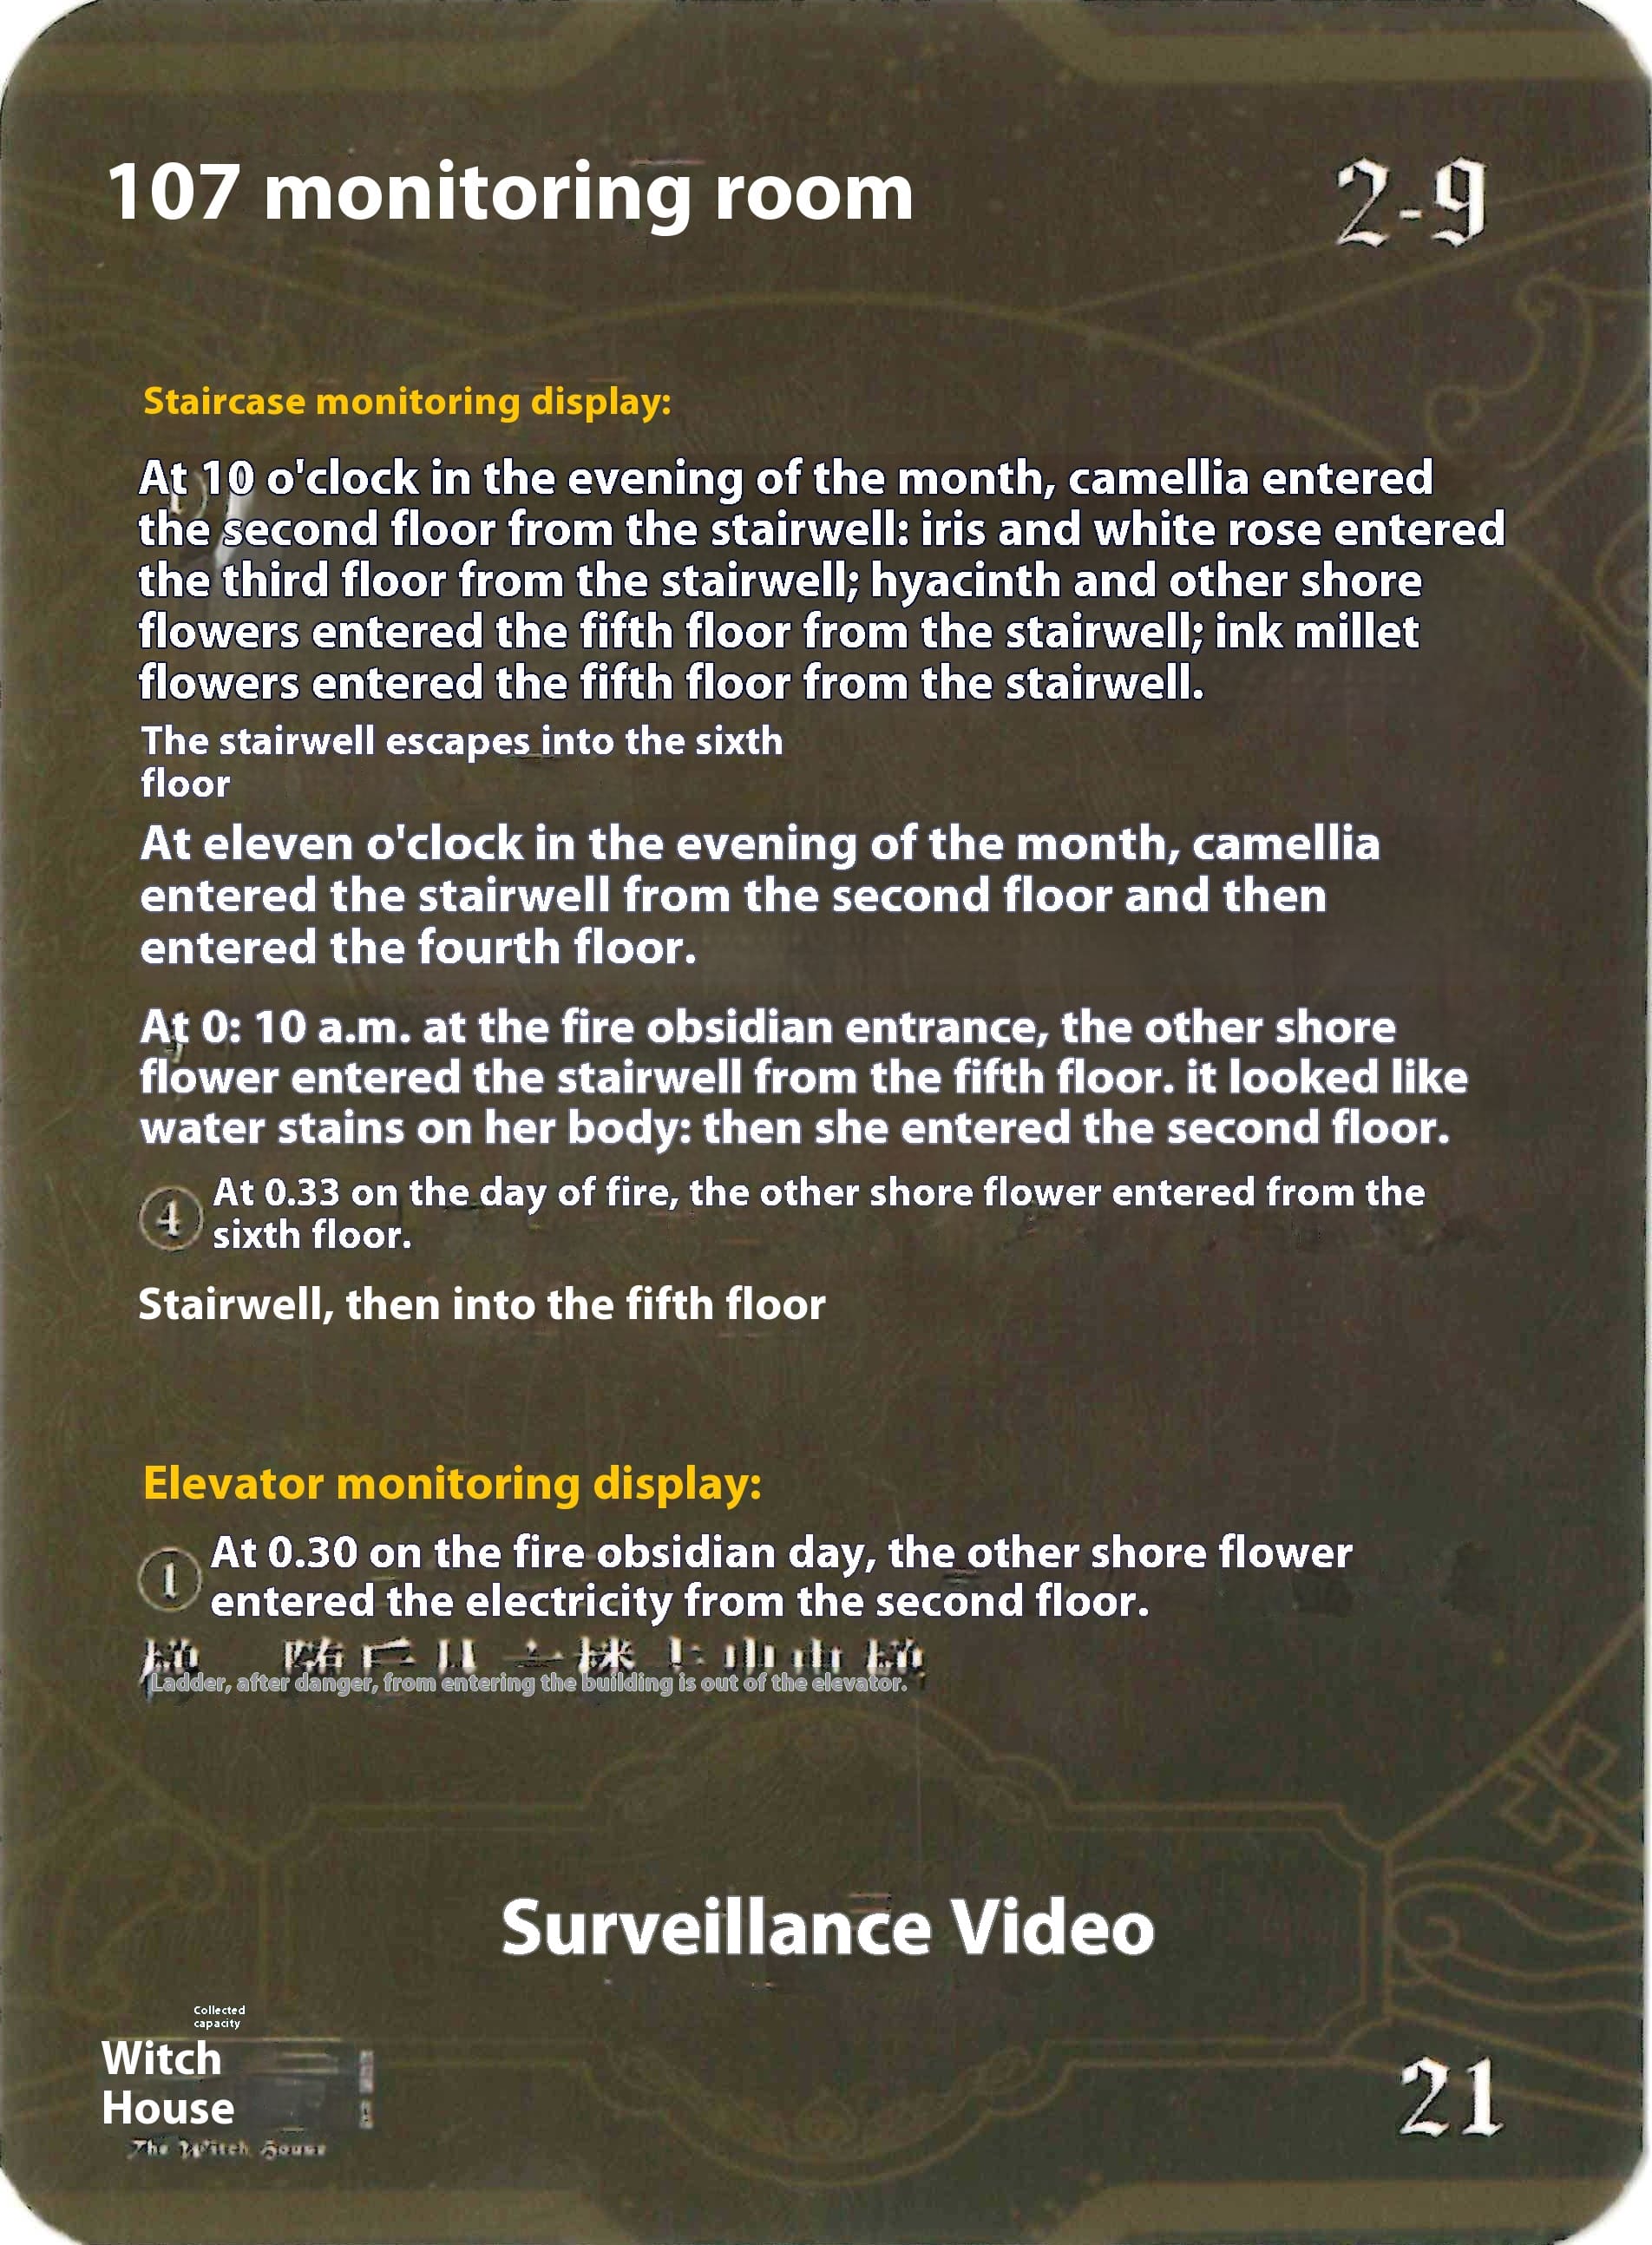 107 monitoring room
2-9
Staircase monitoring display:
At 10 o'clock in the evening of the month, camellia entered
the second floor from the stairwell: iris and white rose entered
the third floor from the stairwell; hyacinth and other shore
flowers entered the fifth floor from the stairwell; ink millet
flowers entered the fifth floor from the stairwell.
The stairwell escapes into the sixth
floor
At eleven o'clock in the evening of the month, camellia
entered the stairwell from the second floor and then
entered the fourth floor.
At 0: 10 a.m. at the fire obsidian entrance, the other shore
flower entered the stairwell from the fifth floor. it looked like
water stains on her body: then she entered the second floor.
④ At 0.33 on the day of fire, the other shore flower entered from the
sixth floor.
Stairwell, then into the fifth floor
Elevator monitoring display:
① At 0.30 on the fire obsidian day, the other shore flower
entered the electricity from the second floor.
Ladder, after danger, from entering the building is out of the elevator.
Surveillance Video
Collected
capacity
Witch
House
The Witch House
21